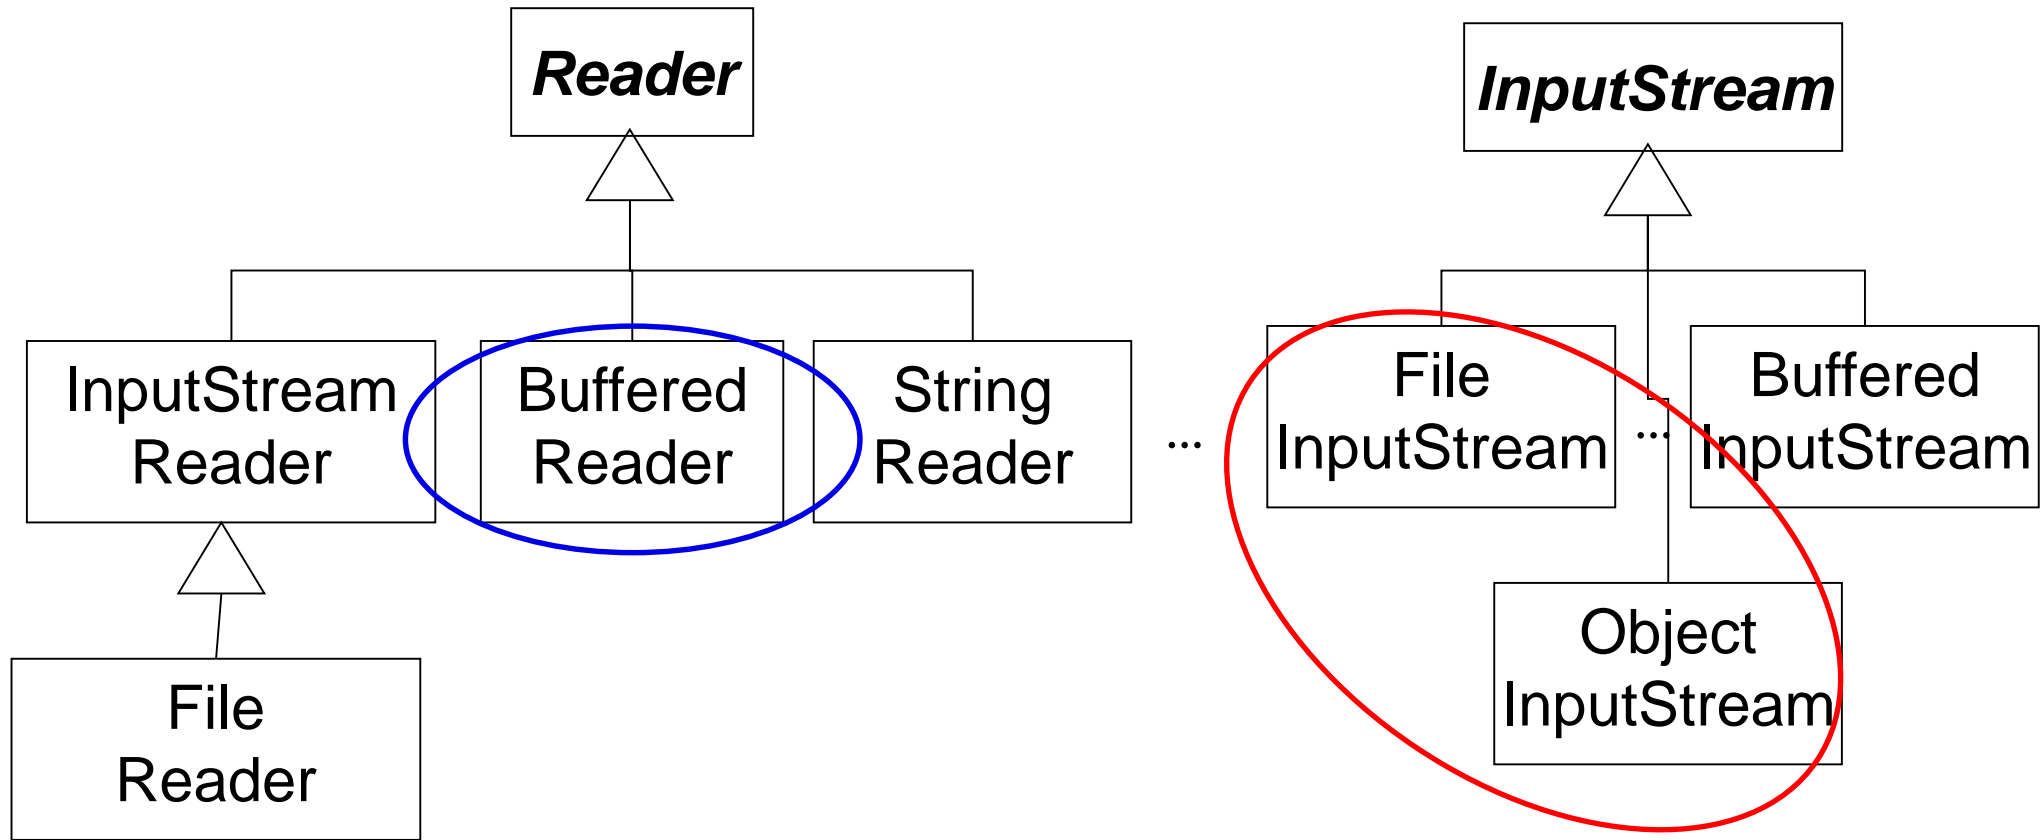 Reader
InputStream
InputStream
Reader
Buffered
Reader
String
Reader
...
File
InputStream
...
Buffered
InputStream
File
Reader
Object
InputStream